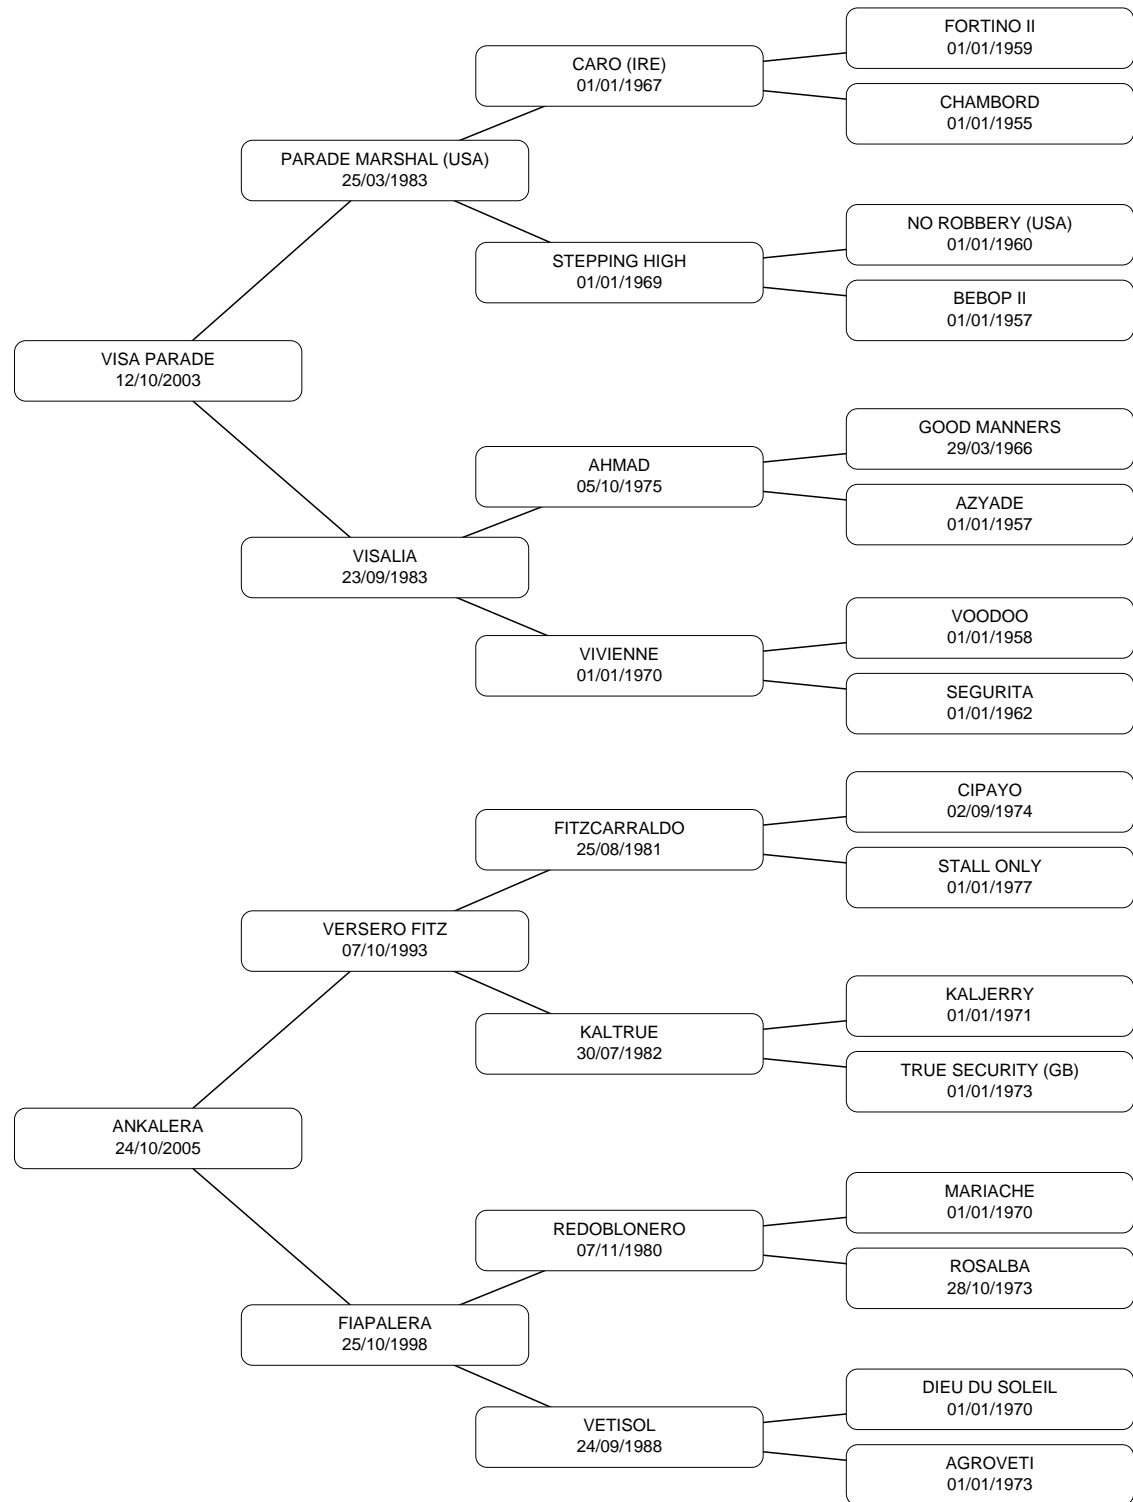 FORTINO II
01/01/1959
CARO (IRE)
01/01/1967
CHAMBORD
01/01/1955
PARADE MARSHAL (USA)
25/03/1983
NO ROBBERY (USA)
01/01/1960
STEPPING HIGH
01/01/1969
BEBOP II
01/01/1957
VISA PARADE
12/10/2003
GOOD MANNERS
29/03/1966
AHMAD
05/10/1975
AZYADE
01/01/1957
VISALIA
23/09/1983
VOODOO
01/01/1958
VIVIENNE
01/01/1970
SEGURITA
01/01/1962
CIPAYO
02/09/1974
FITZCARRALDO
25/08/1981
STALL ONLY
01/01/1977
VERSERO FITZ
07/10/1993
KALJERRY
01/01/1971
KALTRUE
30/07/1982
TRUE SECURITY (GB)
01/01/1973
ANKALERA
24/10/2005
MARIACHE
01/01/1970
REDOBLONERO
07/11/1980
ROSALBA
28/10/1973
FIAPALERA
25/10/1998
DIEU DU SOLEIL
01/01/1970
VETISOL
24/09/1988
AGROVETI
01/01/1973